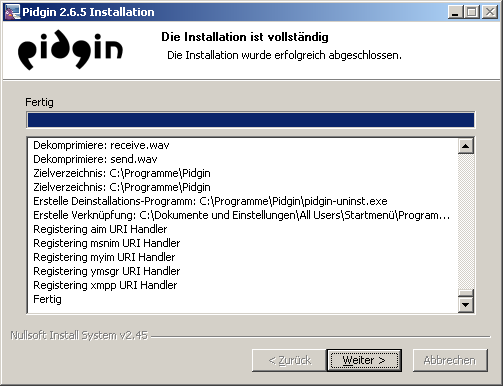 Pidgin 2.6.5 Installation
pidgin
Die Installation ist vollständig
Die Installation wurde erfolgreich abgeschlossen.
Fertig
Dekomprimiere: receive.wav
Dekomprimiere: send.wav
Zielverzeichnis: C:\Programme\Pidgin
Zielverzeichnis: C:\Programme\Pidgin
Erstelle Deinstallations-Programm: C:\Programme\Pidgin\pidgin-uninst.exe
Erstelle Verknüpfung: C:\Dokumente und Einstellungen\All Users\Startmenü\Program...
Registering aim URI Handler
Registering msnim URI Handler
Registering myim URI Handler
Registering ymsgr URI Handler
Registering xmpp URI Handler
Fertig
Nullsoft Install System v2.45
< Zurück
Weiter >
Abbrechen